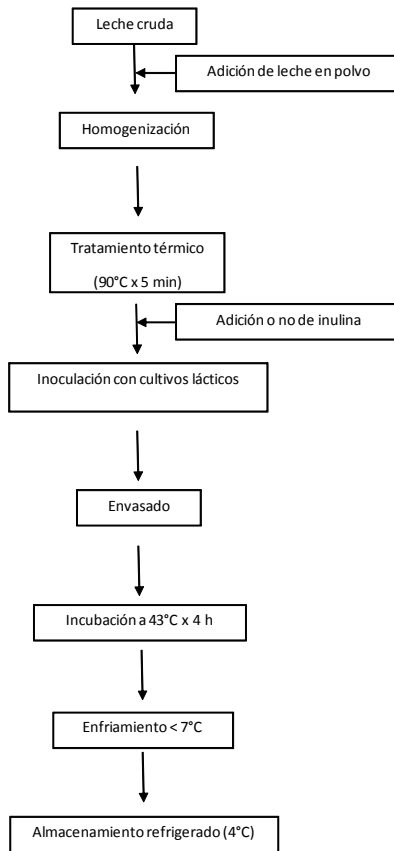 Leche cruda
Adición de leche en polvo
Homogenización
Tratamiento térmico
(90°C x 5 min)
Adición o no de inulina
Inoculación con cultivos lácticos
Envasado
Incubación a 43°C x 4 h
Enfriamiento < 7°C
Almacenamiento refrigerado (4°C)